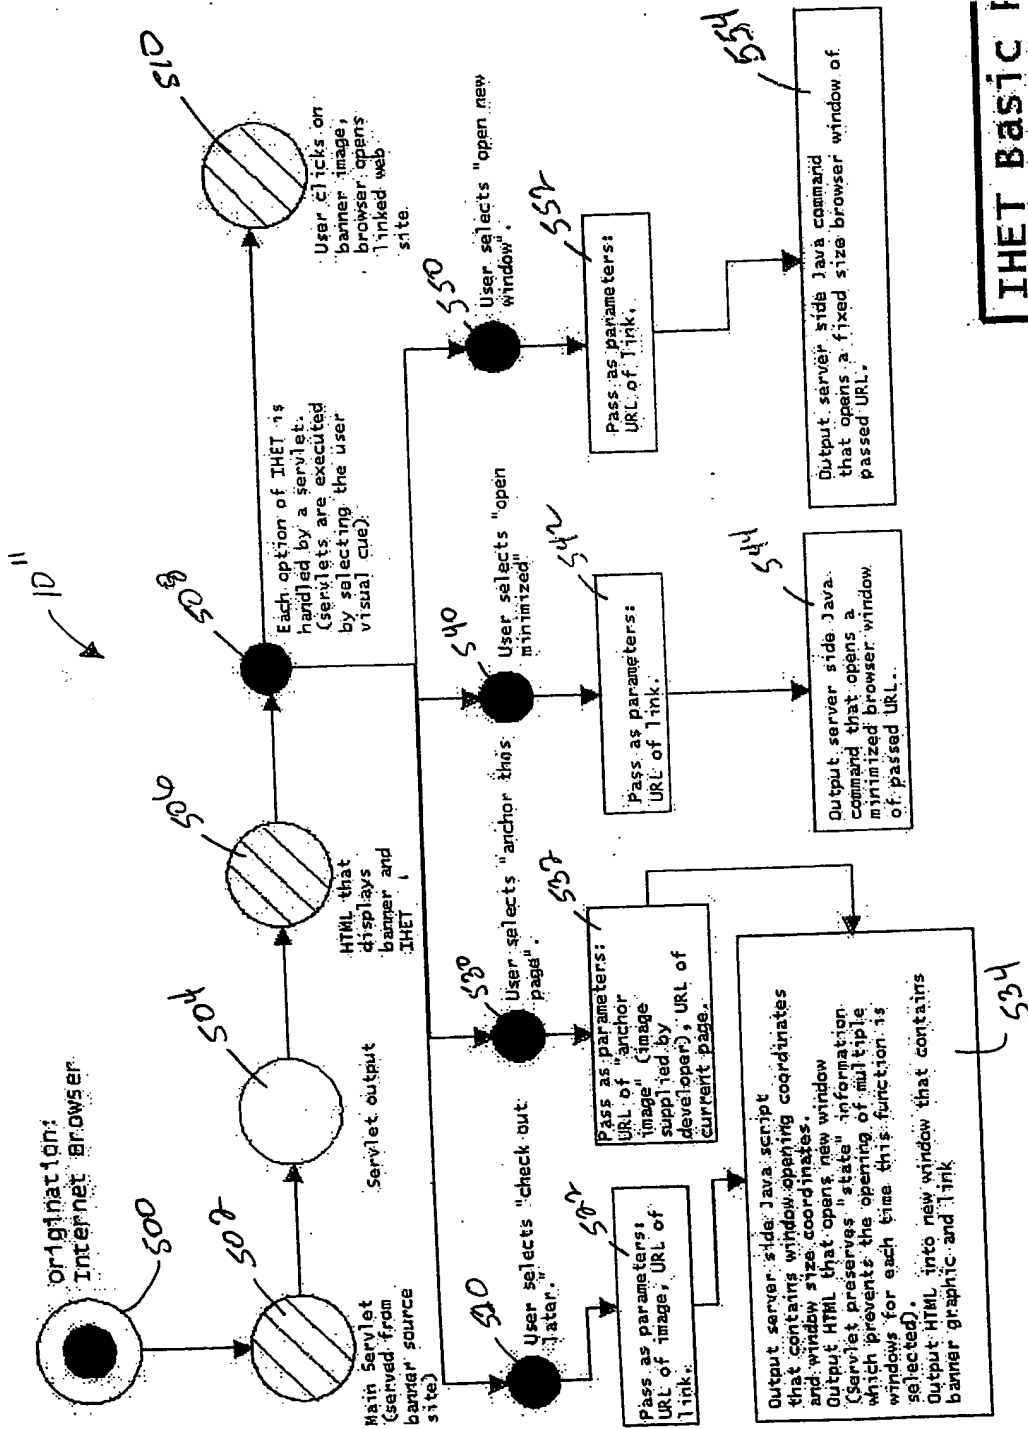 10"
Origination:
Internet Browser
500
502
Main Servlet
(served from
banner source
site)
504
Servlet output
506
HTML that
displays
banner and
IHET
508
Each option of IHET is
handled by a servlet.
(servlets are executed
by selecting the user
visual cue)
510
User clicks on
banner image,
browser opens
linked web
site
520
User selects "check out
later."
522
Pass as parameters:
URL of image, URL of
link.
530
User selects "anchor this
page".
532
Pass as parameters:
URL of "anchor
image" (image
supplied by
developer), URL of
current page.
534
Output server side Java script
that contains window opening coordinates
and window size coordinates.
Output HTML that opens new window
(Servlet preserves "state" information
which prevents the opening of multiple
windows for each time this function is
selected).
Output HTML into new window that contains
banner graphic and link
540
User selects "open
minimized"
542
Pass as parameters:
URL of link.
544
Output server side Java
command that opens a
minimized browser window
of passed URL.
550
User selects "open new
window".
552
Pass as parameters:
URL of link.
554
Output server side Java command
that opens a fixed size browser window of
passed URL.
IHET Basic